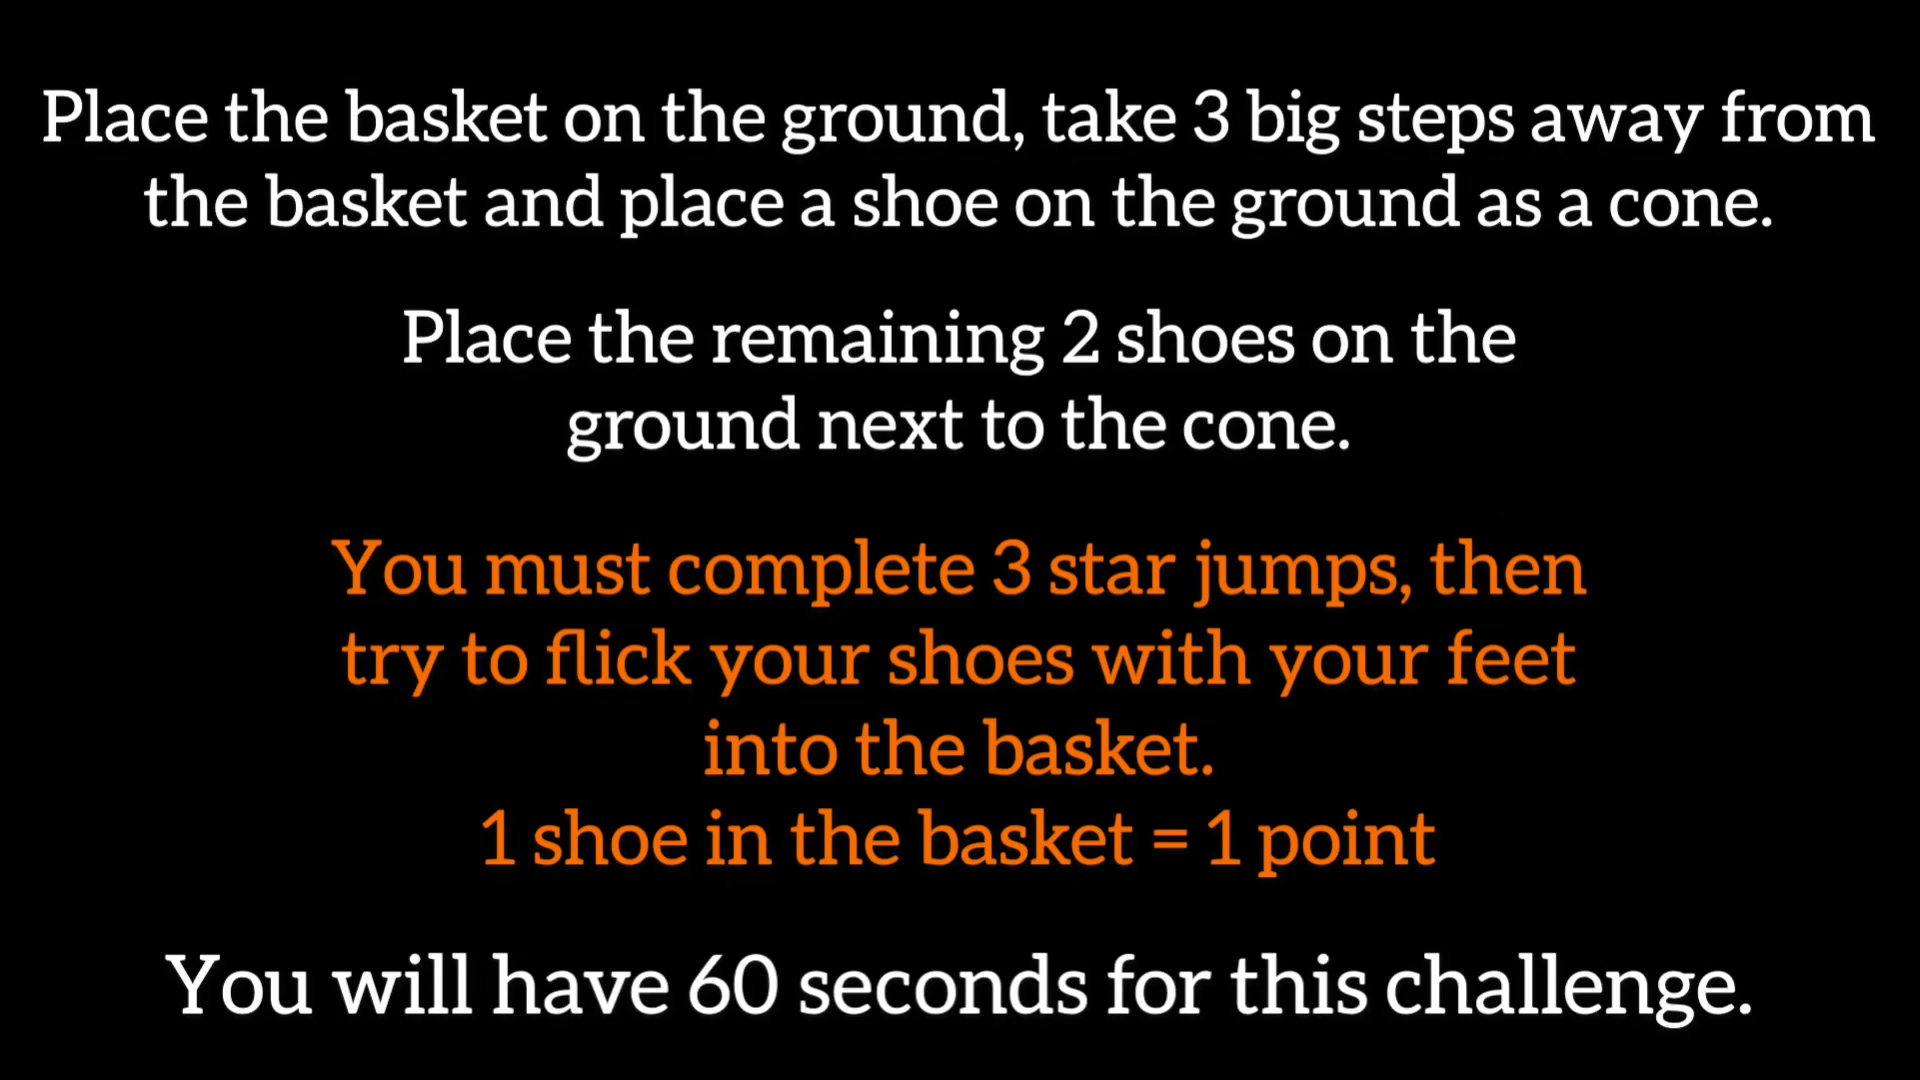 Place the basket on the ground, take 3 big steps away from
the basket and place a shoe on the ground as a cone.
Place the remaining 2 shoes on the
ground next to the cone.
You must complete 3 star jumps, then
try to flick your shoes with your feet
into the basket.
1 shoe in the basket = 1 point
You will have 60 seconds for this challenge.